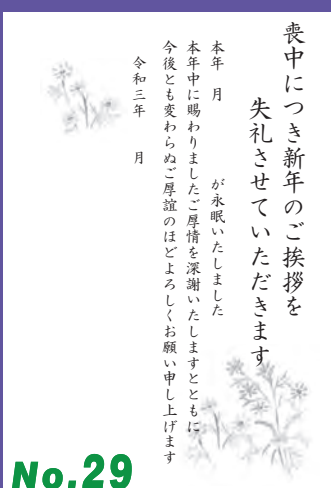 喪中につき新年のご挨拶を
失礼させていただきます
本年　月　　　　が永眠いたしました
本年中に賜わりましたご厚情を深謝いたしますとともに
今後とも変わらぬご厚誼のほどよろしくお願い申し上げます
令和三年　　月
No.29